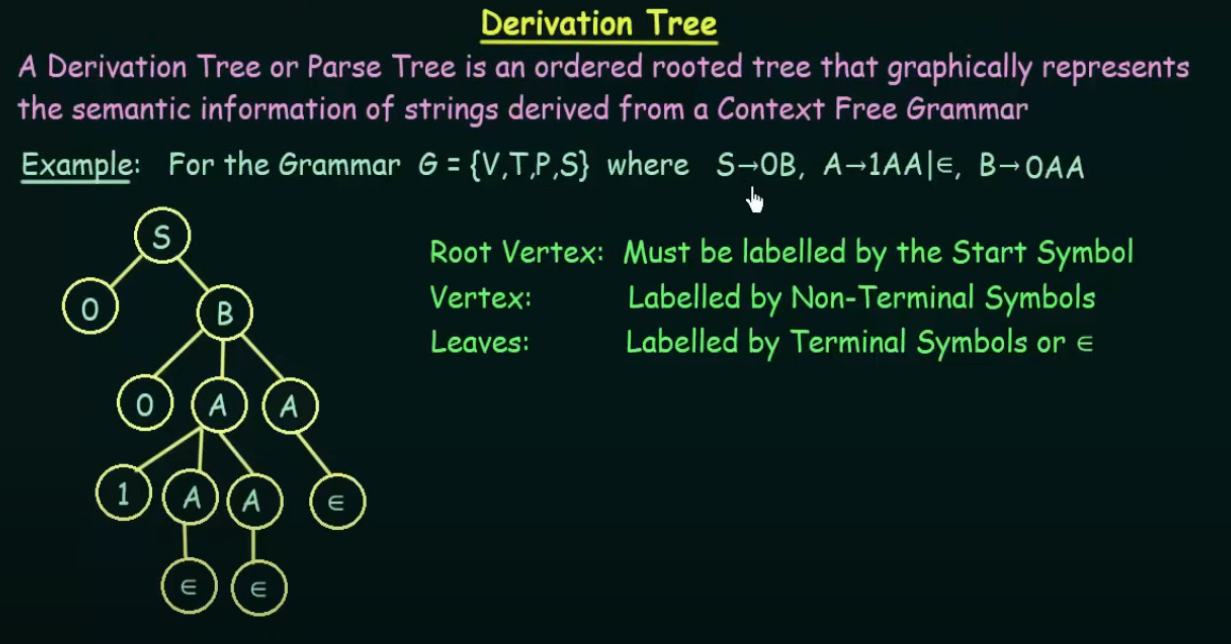 Derivation Tree
A Derivation Tree or Parse Tree is an ordered rooted tree that graphically represents
the semantic information of strings derived from a Context Free Grammar
Example: For the Grammar G = {V,T,P,S} where S→0B, A→1AA|∈, B→0AA
S
Root Vertex: Must be labelled by the Start Symbol
0 B
Vertex: Labelled by Non-Terminal Symbols
Leaves: Labelled by Terminal Symbols or ∈
0 A A
1 A A ∈
∈ ∈